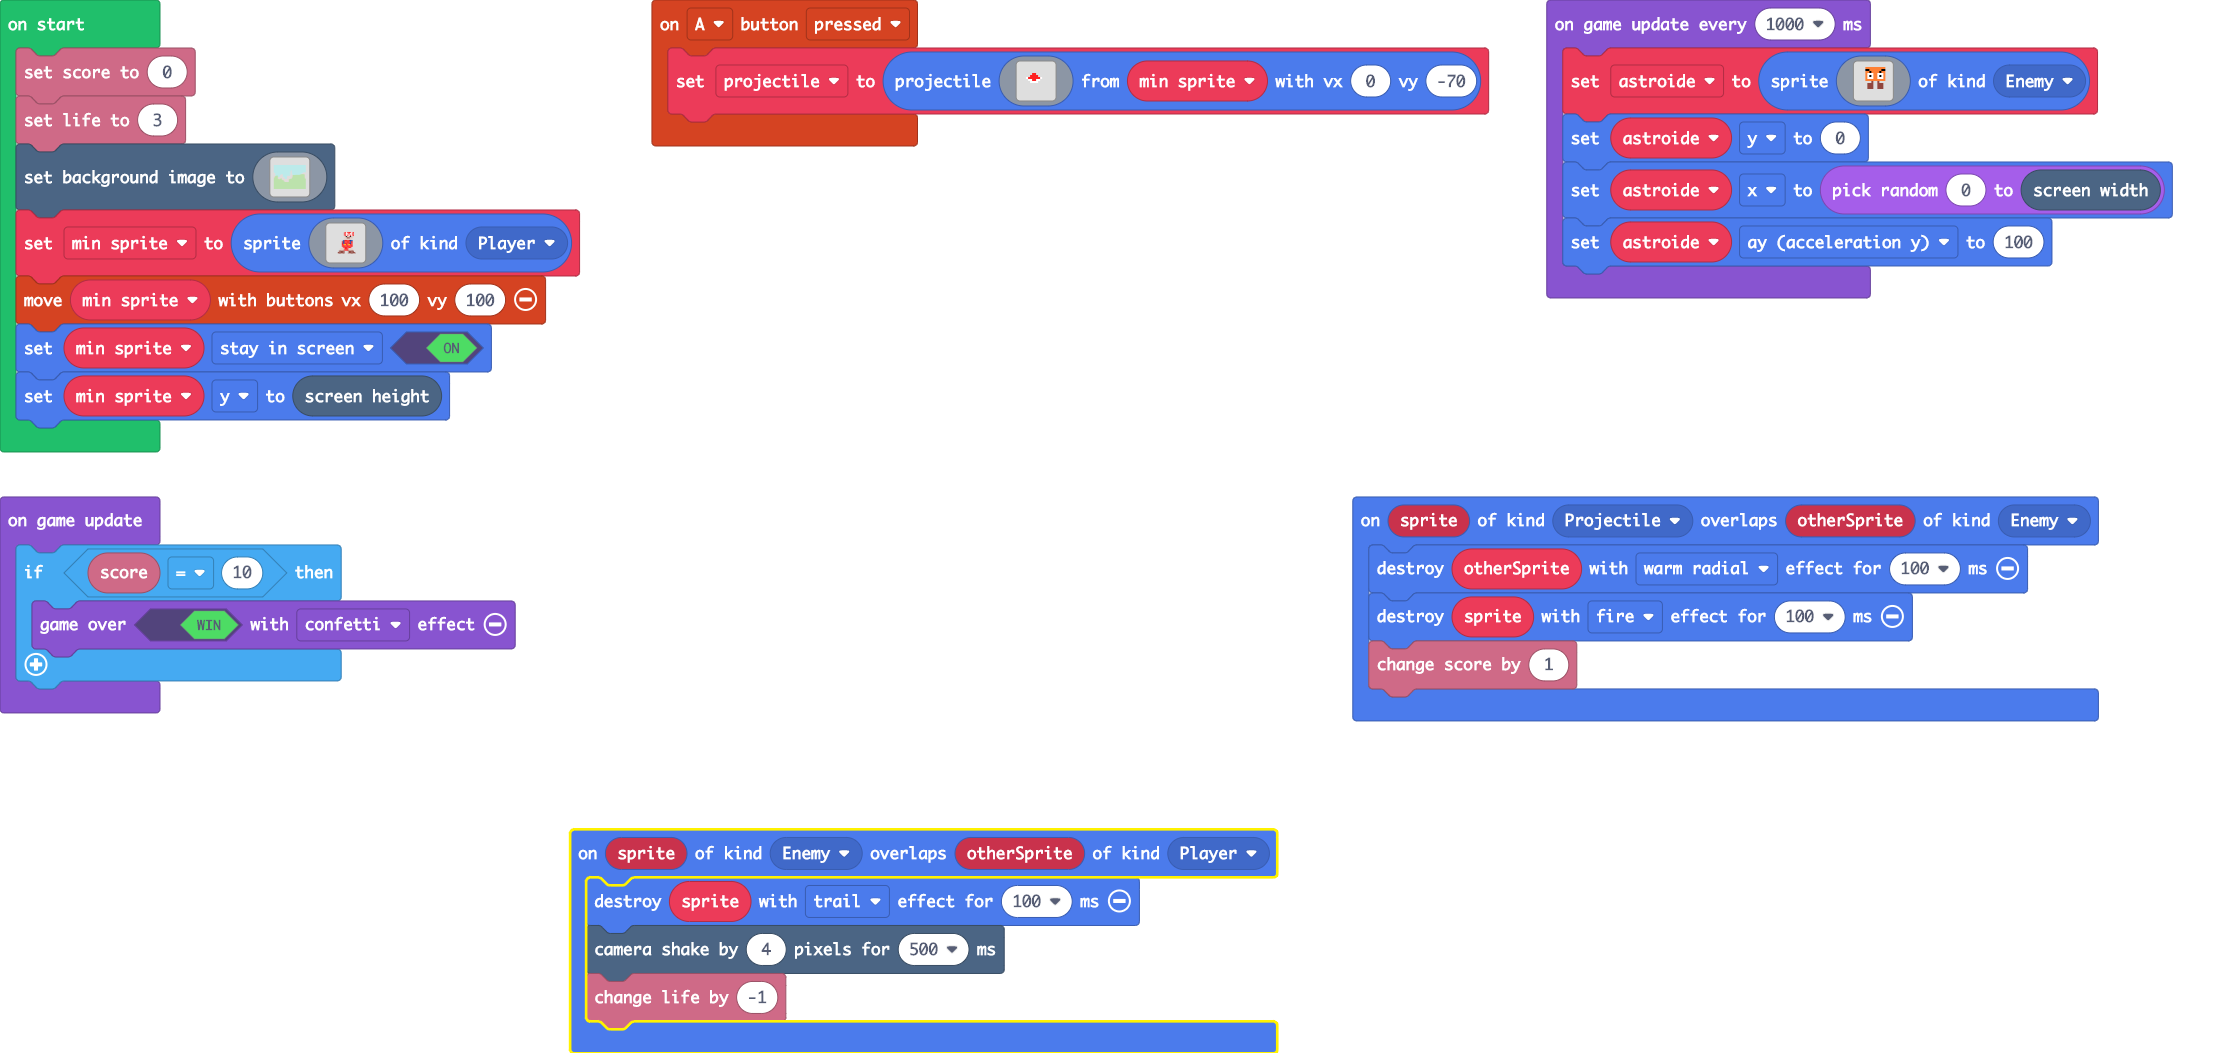 on start
set score to 0
set life to 3
set background image to
set min sprite to sprite of kind Player
move min sprite with buttons vx 100 vy 100
set min sprite stay in screen ON
set min sprite y to screen height
on A button pressed
set projectile to projectile from min sprite with vx 0 vy -70
on game update every 1000 ms
set astroide to sprite of kind Enemy
set astroide y to 0
set astroide x to pick random 0 to screen width
set astroide ay (acceleration y) to 100
on game update
if score = 10 then
game over WIN with confetti effect
on sprite of kind Projectile overlaps otherSprite of kind Enemy
destroy otherSprite with warm radial effect for 100 ms
destroy sprite with fire effect for 100 ms
change score by 1
on sprite of kind Enemy overlaps otherSprite of kind Player
destroy sprite with trail effect for 100 ms
camera shake by 4 pixels for 500 ms
change life by -1